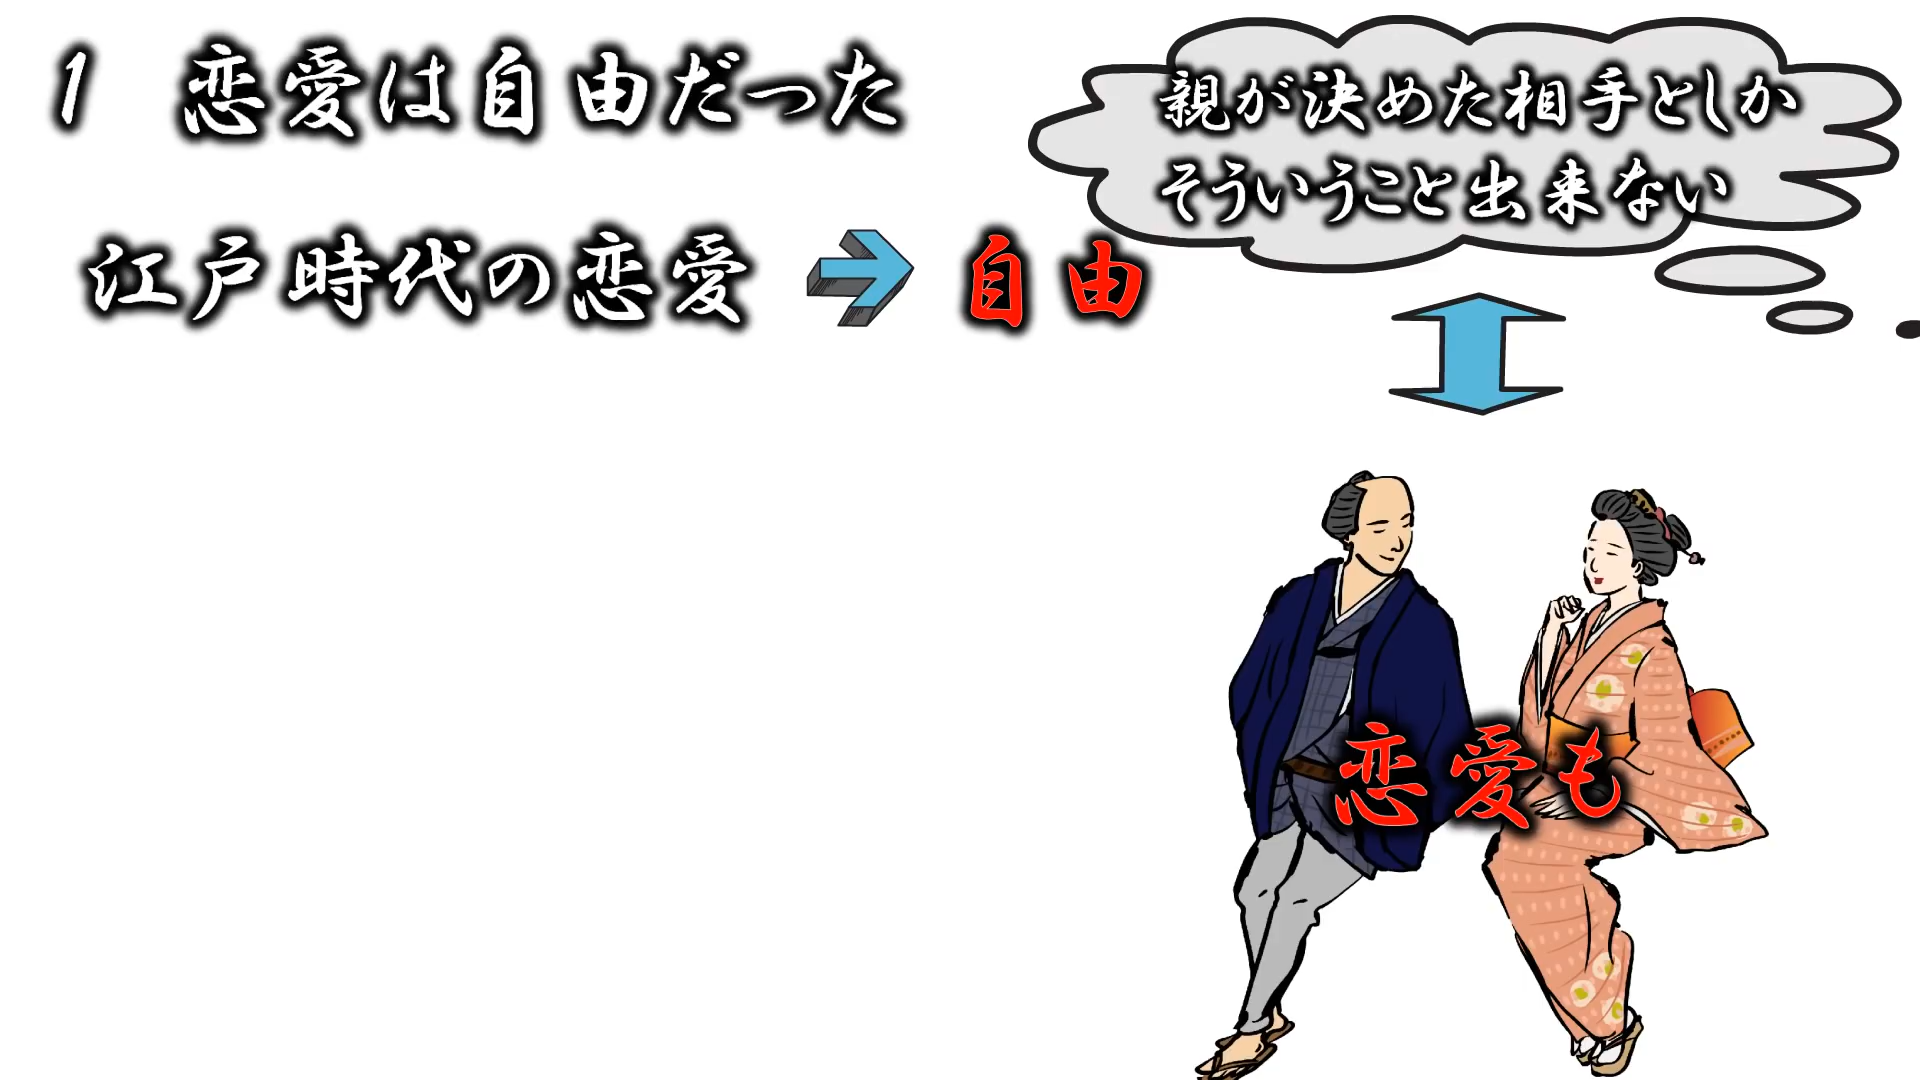 1 恋愛は自由だった
親が決めた相手としか
そういうこと出来ない
江戸時代の恋愛 → 自由
恋愛も